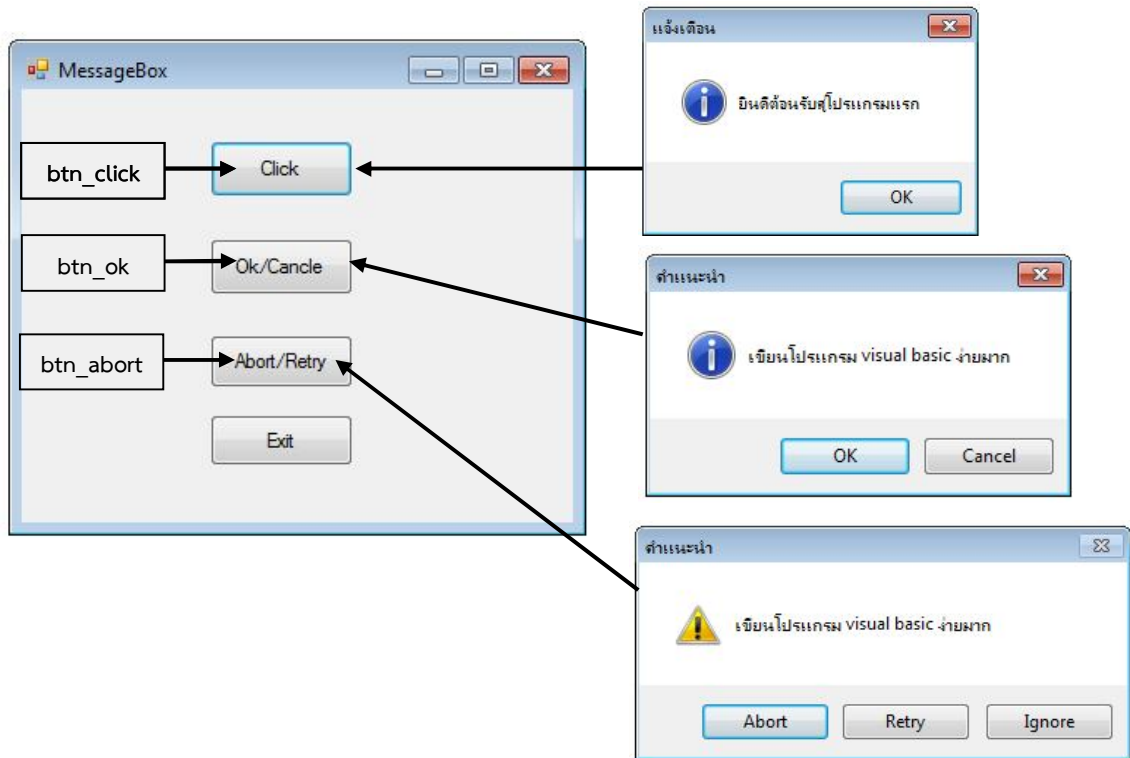 MessageBox
btn_click
Click
btn_ok
Ok/Cancle
btn_abort
Abort/Retry
Exit
แจ้งเตือน
ยินดีต้อนรับสู่โปรแกรมแรก
OK
คำแนะนำ
เขียนโปรแกรม visual basic ง่ายมาก
OK
Cancel
คำแนะนำ
เขียนโปรแกรม visual basic ง่ายมาก
Abort
Retry
Ignore